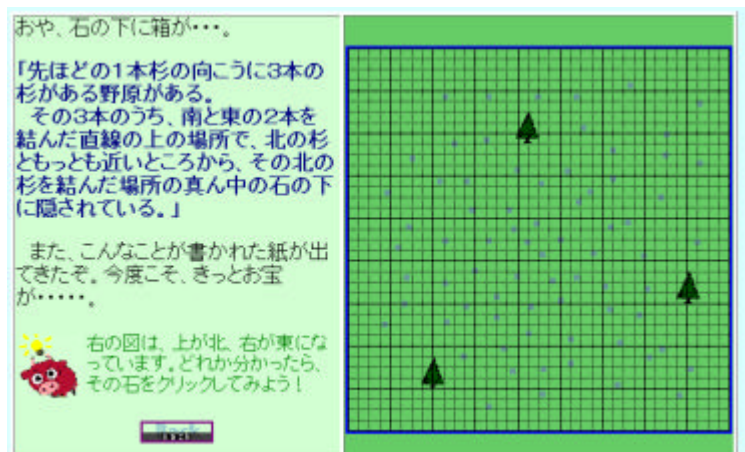 おや、石の下に箱が・・・。
「先ほどの1本杉の向こうに3本の
杉がある野原がある。
その3本のうち、南と東の2本を
結んだ直線の上の場所で、北の杉
ともっとも近いところから、その北の
杉を結んだ場所の真ん中の石の下
に隠されている。」
また、こんなことが書かれた紙が出
てきたぞ。今度こそ、きっとお宝
が・・・・・。
右の図は、上が北、右が東にな
っています。どれか分かったら、
その石をクリックしてみよう！